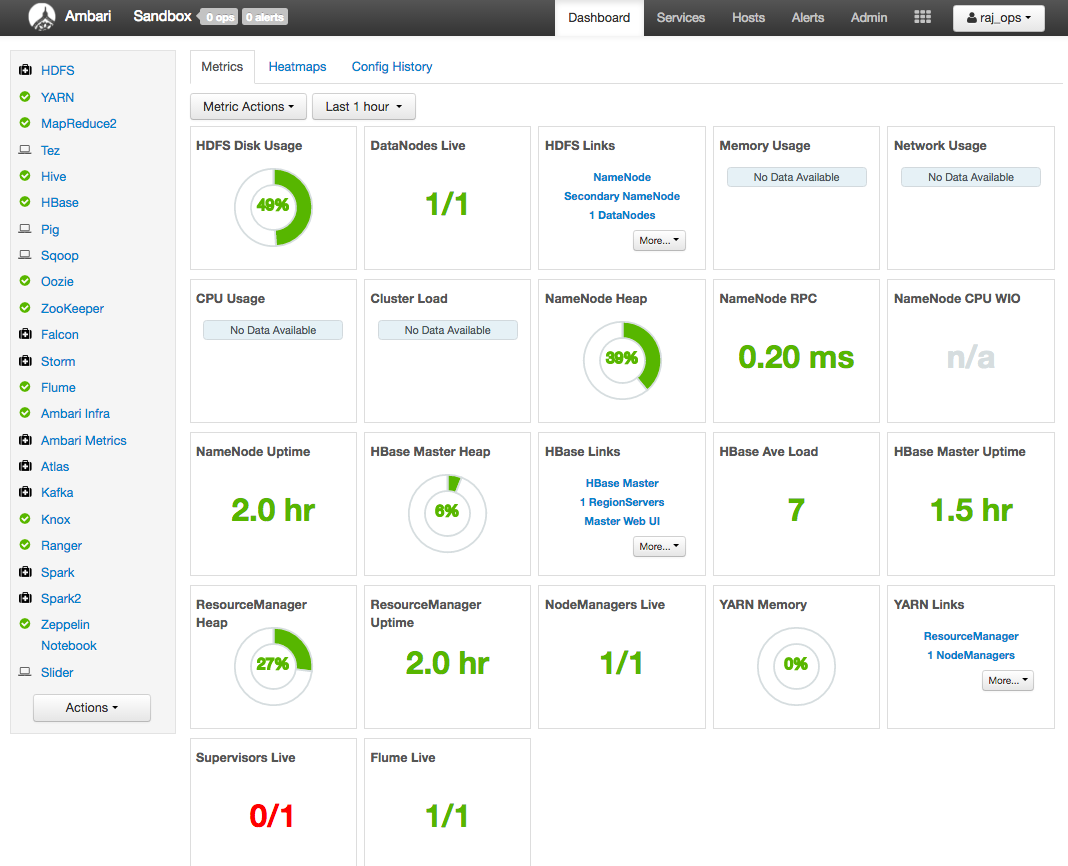 Ambari Sandbox 0 ops 0 alerts Dashboard Services Hosts Alerts Admin raj_ops
HDFS
YARN
MapReduce2
Tez
Hive
HBase
Pig
Sqoop
Oozie
ZooKeeper
Falcon
Storm
Flume
Ambari Infra
Ambari Metrics
Atlas
Kafka
Knox
Ranger
Spark
Spark2
Zeppelin
Notebook
Slider
Actions
Metrics Heatmaps Config History
Metric Actions Last 1 hour
HDFS Disk Usage
49%
DataNodes Live
1/1
HDFS Links
NameNode
Secondary NameNode
1 DataNodes
More...
Memory Usage
No Data Available
Network Usage
No Data Available
CPU Usage
No Data Available
Cluster Load
No Data Available
NameNode Heap
39%
NameNode RPC
0.20 ms
NameNode CPU WIO
n/a
NameNode Uptime
2.0 hr
HBase Master Heap
6%
HBase Links
HBase Master
1 RegionServers
Master Web UI
More...
HBase Ave Load
7
HBase Master Uptime
1.5 hr
ResourceManager
Heap
27%
ResourceManager
Uptime
2.0 hr
NodeManagers Live
1/1
YARN Memory
0%
YARN Links
ResourceManager
1 NodeManagers
More...
Supervisors Live
0/1
Flume Live
1/1